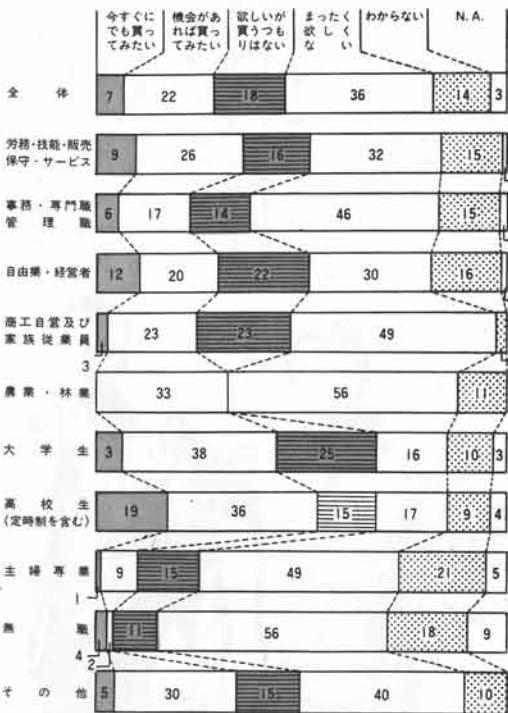 今すぐに
でも買って
みたい
機会があ
れば買っ
てみたい
欲しいが
買うつも
りはない
まったく
欲しく
ない
わからない
N.A.
全体
7 22 18 36 14 3
労務・技能・販売
保守・サービス
9 26 16 32 15
事務・専門職
管理職
6 17 14 46 15
自由業・経営者
12 20 22 30 16
商工自営及び
家族従業員
23 23 49
3
農業・林業
33 56 11
大学生
3 38 25 16 10 3
高校生
(定時制を含む)
19 36 15 17 9 4
主婦専業
9 15 49 21 5
1
無職
11 56 18 9
4
2
その他
5 30 15 40 10